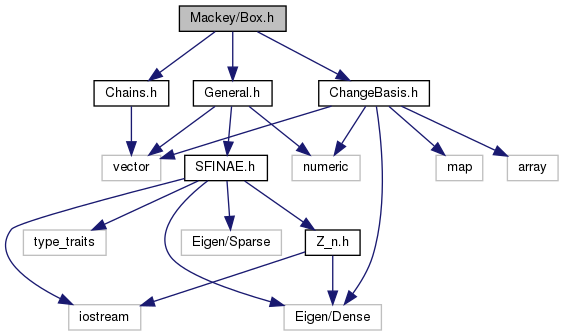 Mackey/Box.h
Chains.h
General.h
ChangeBasis.h
vector
SFINAE.h
numeric
map
array
type_traits
Eigen/Sparse
Z_n.h
iostream
Eigen/Dense